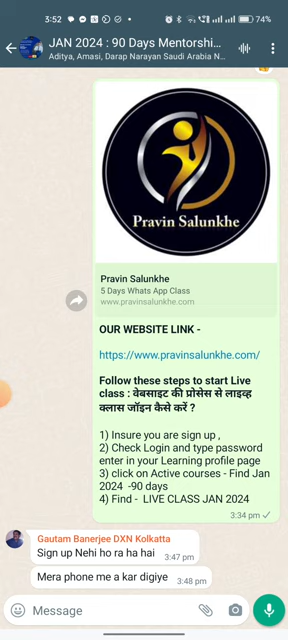 3:52
74%
JAN 2024 : 90 Days Mentorshi...
Aditya, Amasi, Darap Narayan Saudi Arabia N...
Pravin Salunkhe
Pravin Salunkhe
5 Days Whats App Class
www.pravinsalunkhe.com
OUR WEBSITE LINK -
https://www.pravinsalunkhe.com/
Follow these steps to start Live
class : वेबसाइट की प्रोसेस से लाइव्ह
क्लास जॉइन कैसे करें ?
1) Insure you are sign up ,
2) Check Login and type password
enter in your Learning profile page
3) click on Active courses - Find Jan
2024 -90 days
4) Find - LIVE CLASS JAN 2024
3:34 pm
Gautam Banerjee DXN Kolkatta
Sign up Nehi ho ra ha hai
3:47 pm
Mera phone me a kar digiye
3:48 pm
Message